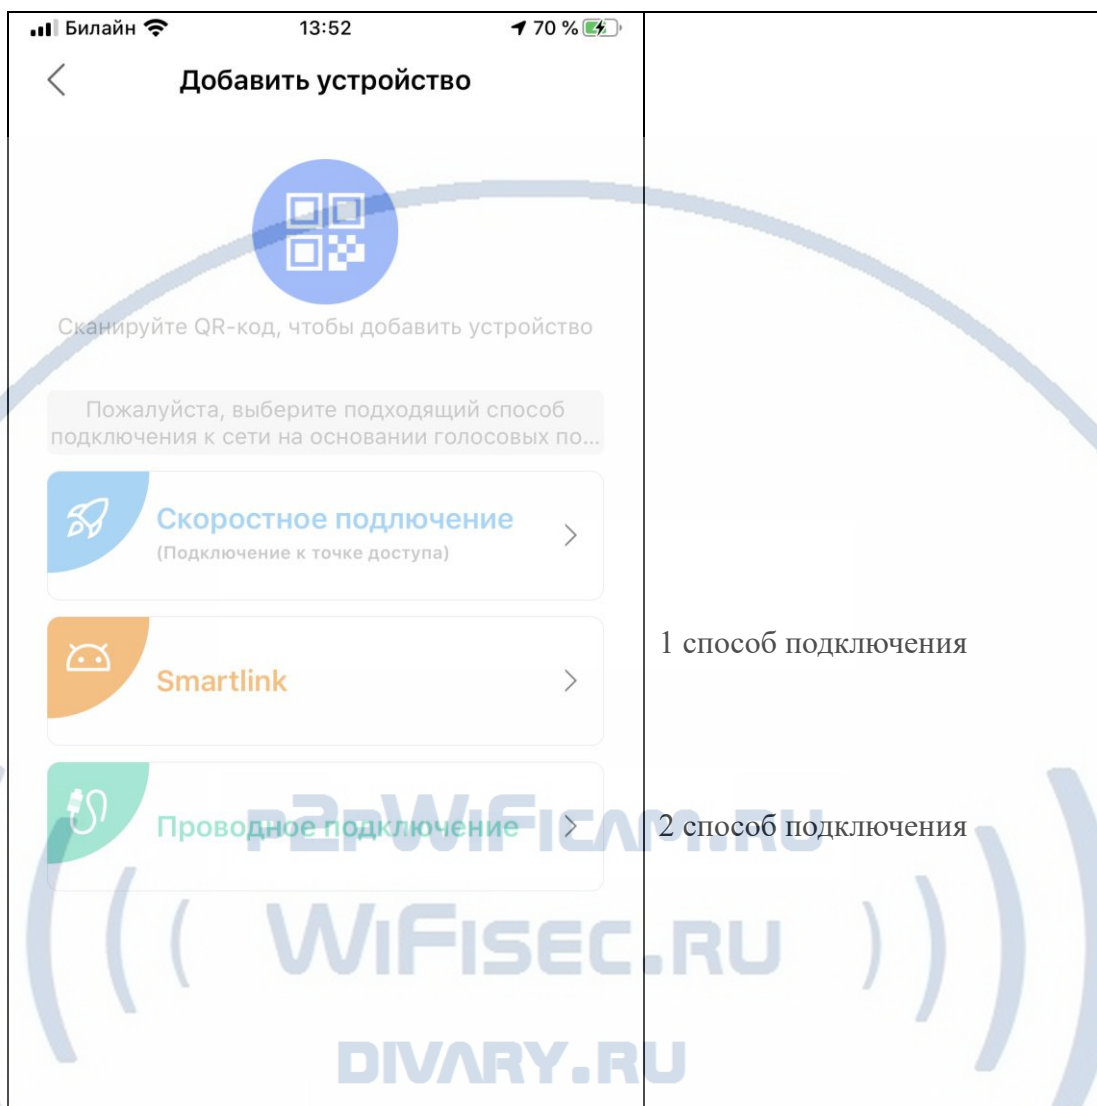 Билайн 13:52 70 %
Добавить устройство
Сканируйте QR-код, чтобы добавить устройство
Пожалуйста, выберите подходящий способ
подключения к сети на основании голосовых по...
Скоростное подлючение
(Подключение к точке доступа)
Smartlink
1 способ подключения
Проводное подключение
2 способ подключения
P2PWIFICAM.RU
WIFISEC.RU
DIVARY.RU